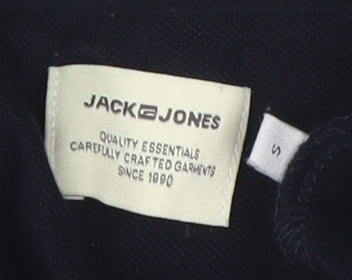 JACK & JONES
QUALITY ESSENTIALS
CAREFULLY CRAFTED GARMENTS
SINCE 1990
S